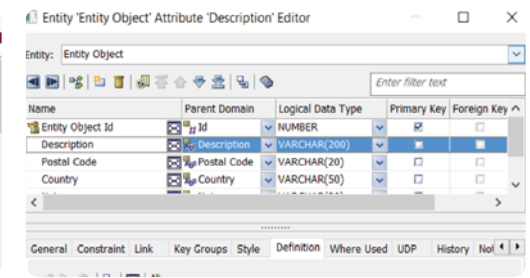 Entity 'Entity Object' Attribute 'Description' Editor
Entity: Entity Object
Enter filter text
Name Parent Domain Logical Data Type Primary Key Foreign Key
Entity Object Id Id NUMBER
Description Description VARCHAR(200)
Postal Code Postal Code VARCHAR(20)
Country Country VARCHAR(50)
General Constraint Link Key Groups Style Definition Where Used UDP History